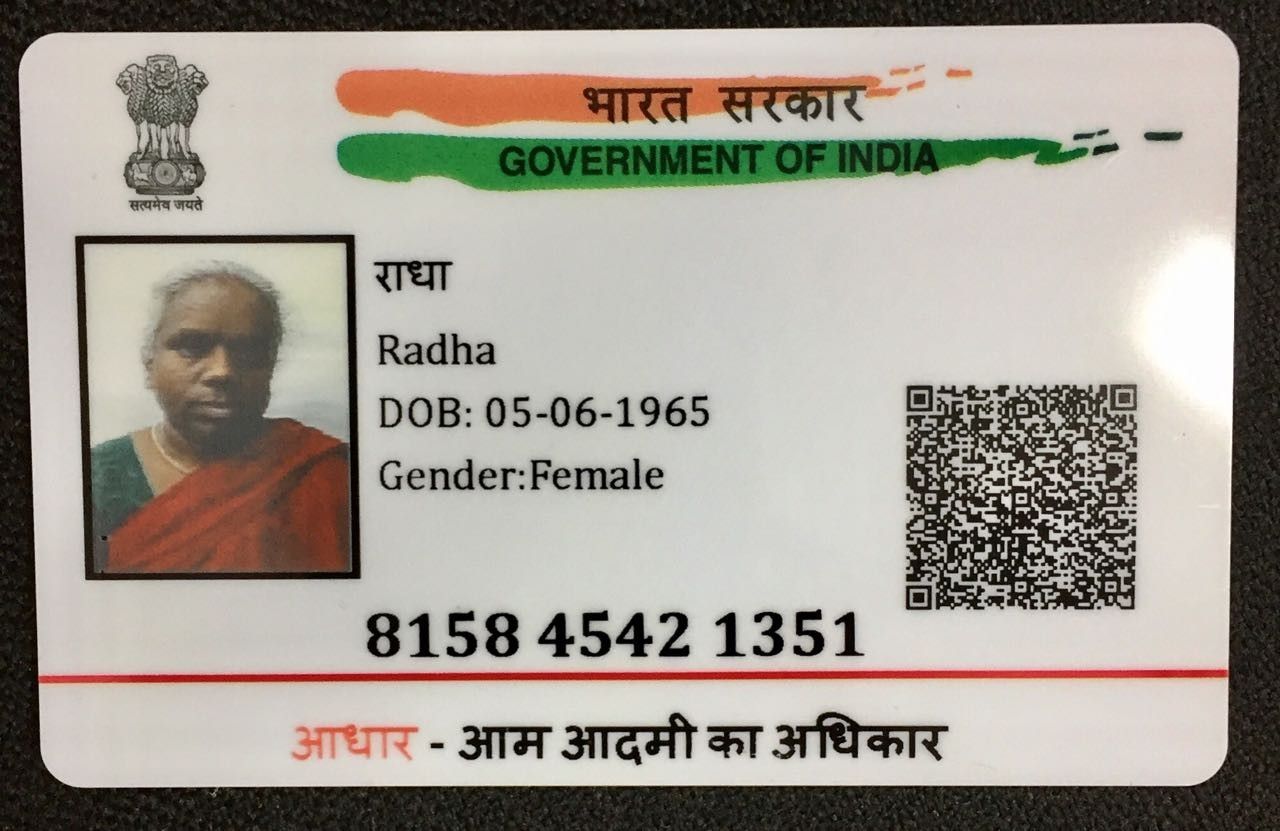 भारत सरकार
GOVERNMENT OF INDIA
सत्यमेव जयते
राधा
Radha
DOB: 05-06-1965
Gender:Female
8158 4542 1351
आधार - आम आदमी का अधिकार